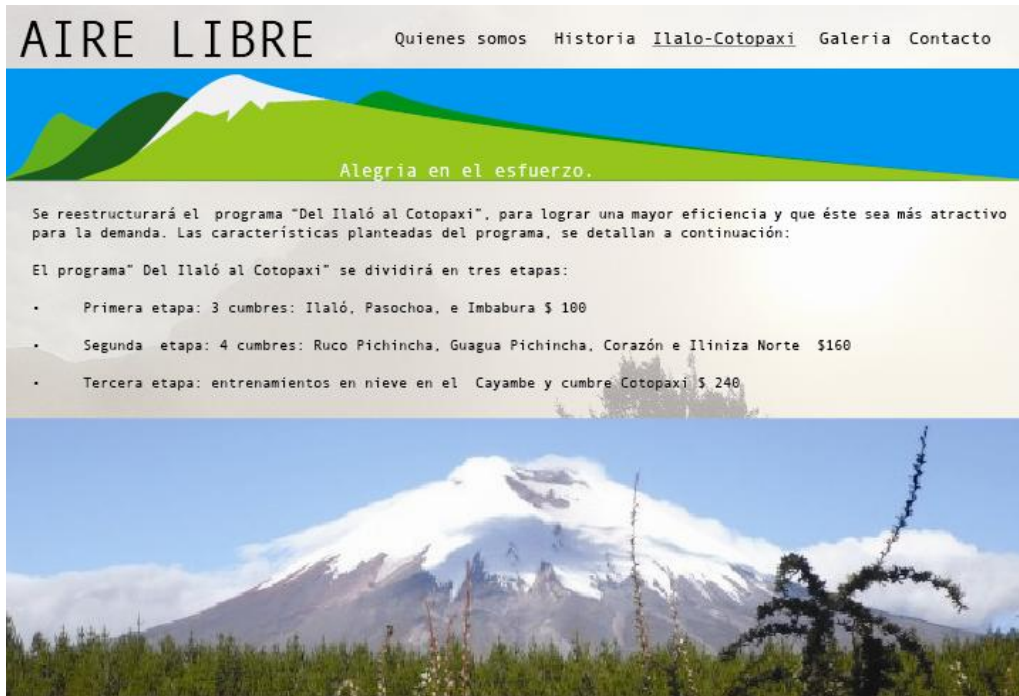 AIRE LIBRE
Quienes somos Historia Ilalo-Cotopaxi Galeria Contacto
Alegria en el esfuerzo.
Se reestructurará el programa "Del Ilaló al Cotopaxi", para lograr una mayor eficiencia y que éste sea más atractivo
para la demanda. Las características planteadas del programa, se detallan a continuación:
El programa" Del Ilaló al Cotopaxi" se dividirá en tres etapas:
· Primera etapa: 3 cumbres: Ilaló, Pasochoa, e Imbabura $ 100
· Segunda etapa: 4 cumbres: Ruco Pichincha, Guagua Pichincha, Corazón e Iliniza Norte $160
· Tercera etapa: entrenamientos en nieve en el Cayambe y cumbre Cotopaxi $ 240